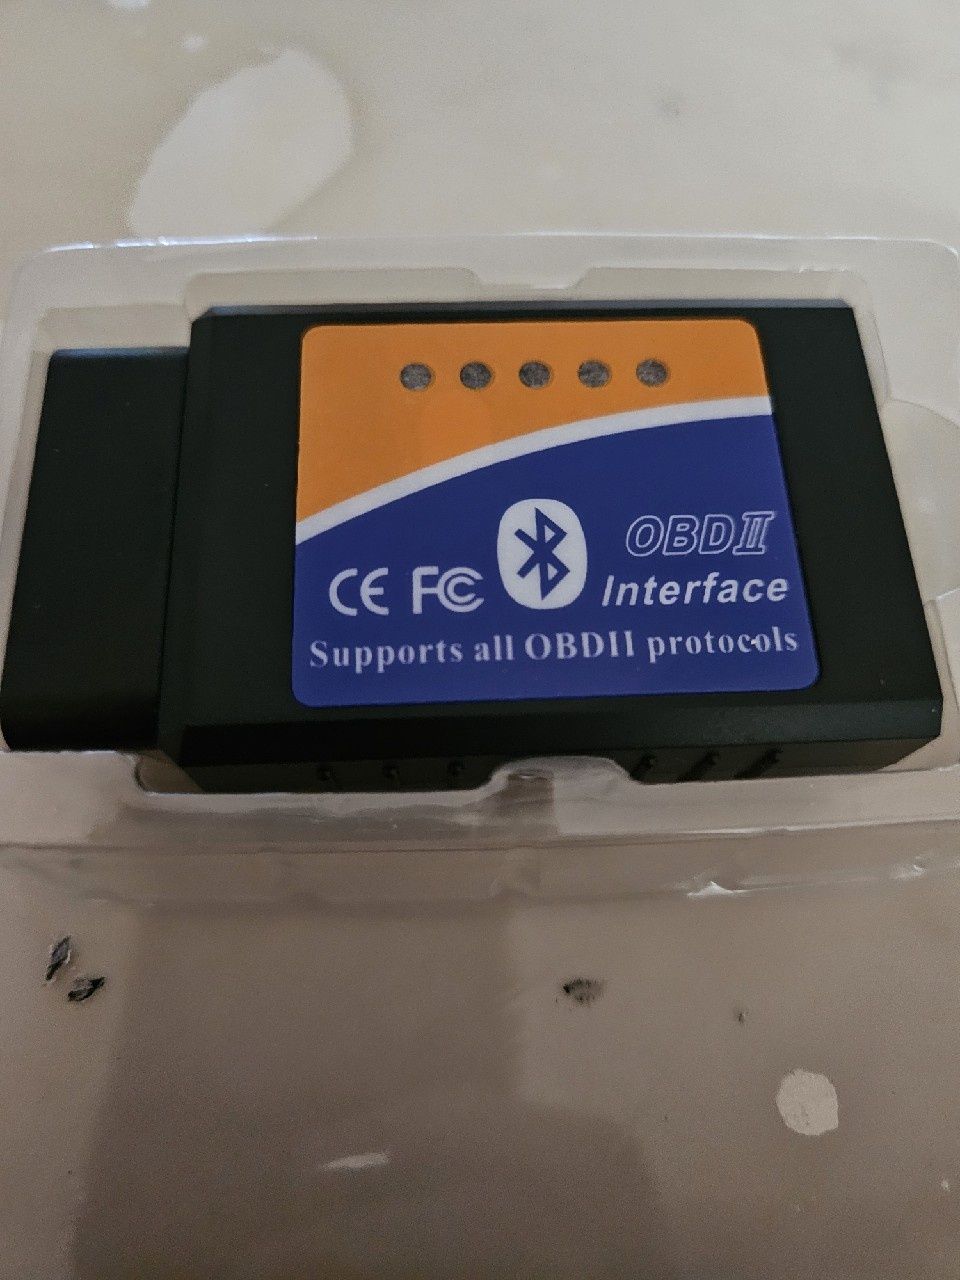 OBDII
CE FC Interface
Supports all OBDII protocols